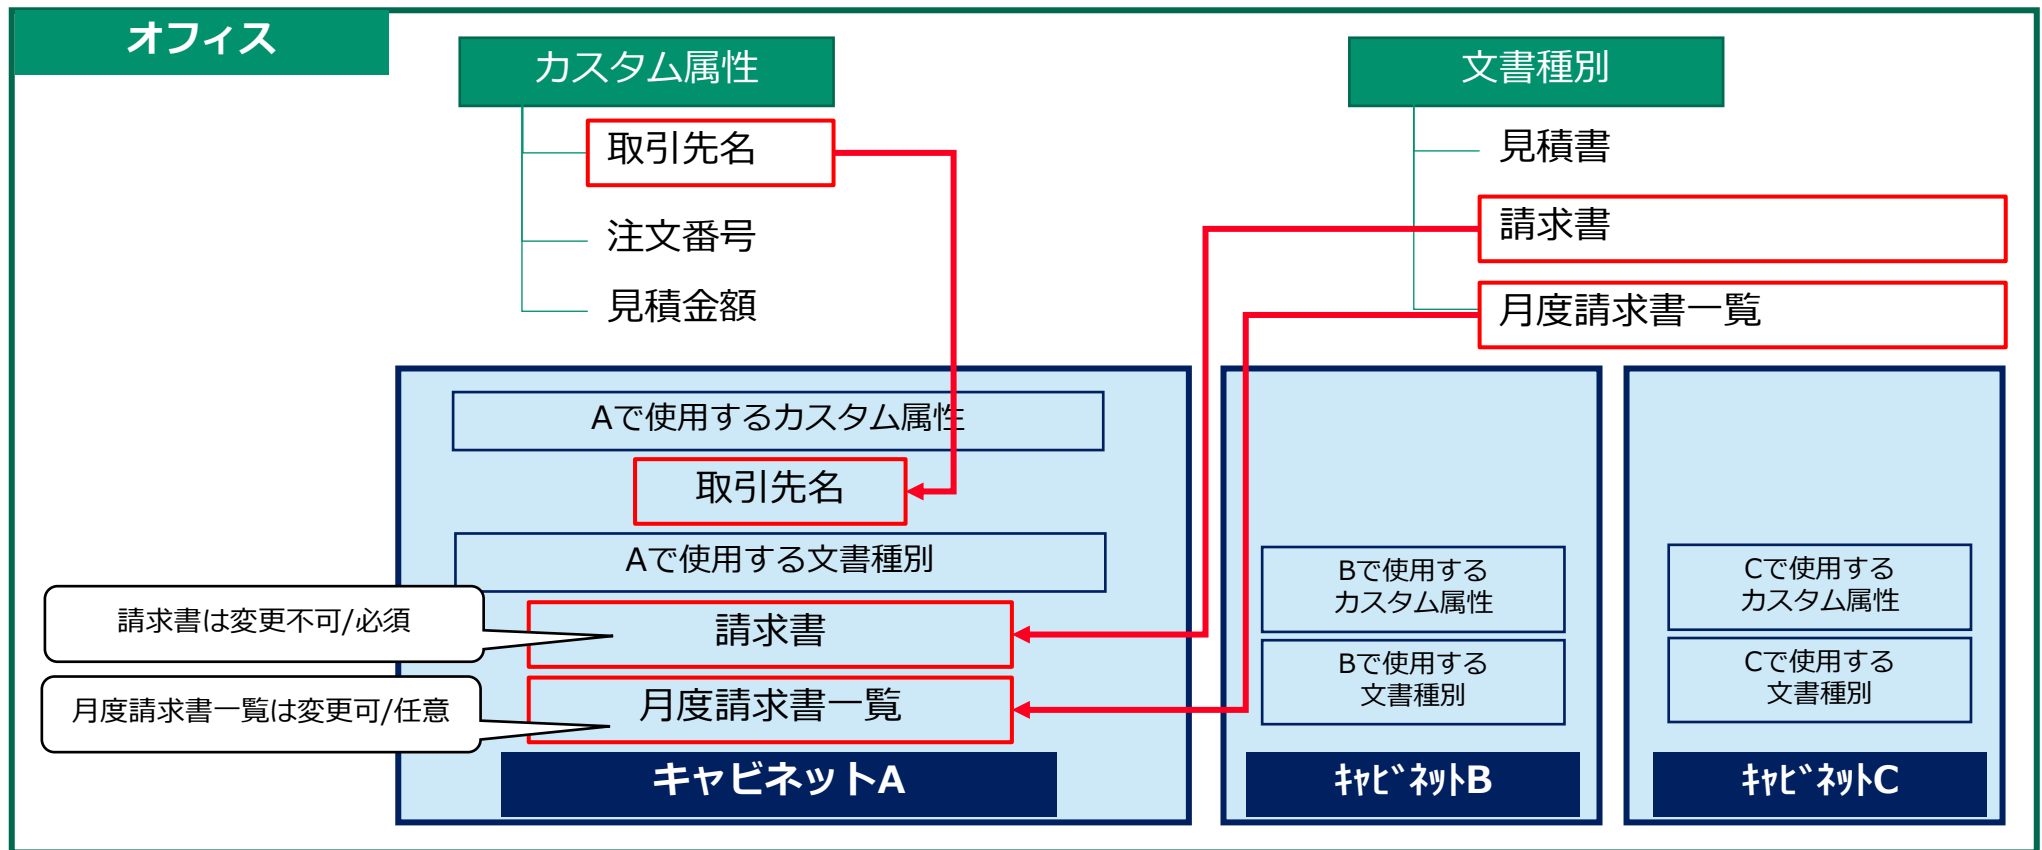 オフィス
カスタム属性
取引先名
注文番号
見積金額
文書種別
見積書
請求書
月度請求書一覧
Aで使用するカスタム属性
取引先名
Aで使用する文書種別
請求書
月度請求書一覧
キャビネットA
請求書は変更不可/必須
月度請求書一覧は変更可/任意
Bで使用する
カスタム属性
Bで使用する
文書種別
ｷｬﾋﾞﾈｯﾄB
Cで使用する
カスタム属性
Cで使用する
文書種別
ｷｬﾋﾞﾈｯﾄC